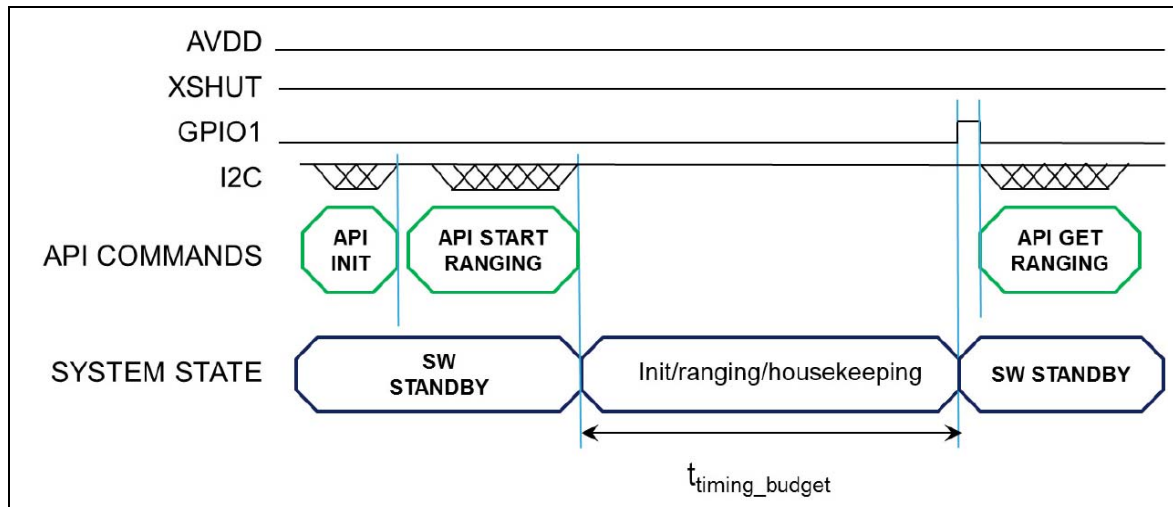 AVDD
XSHUT
GPIO1
I2C
API COMMANDS
API
INIT
API START
RANGING
API GET
RANGING
SYSTEM STATE
SW
STANDBY
Init/ranging/housekeeping
SW STANDBY
ttiming_budget